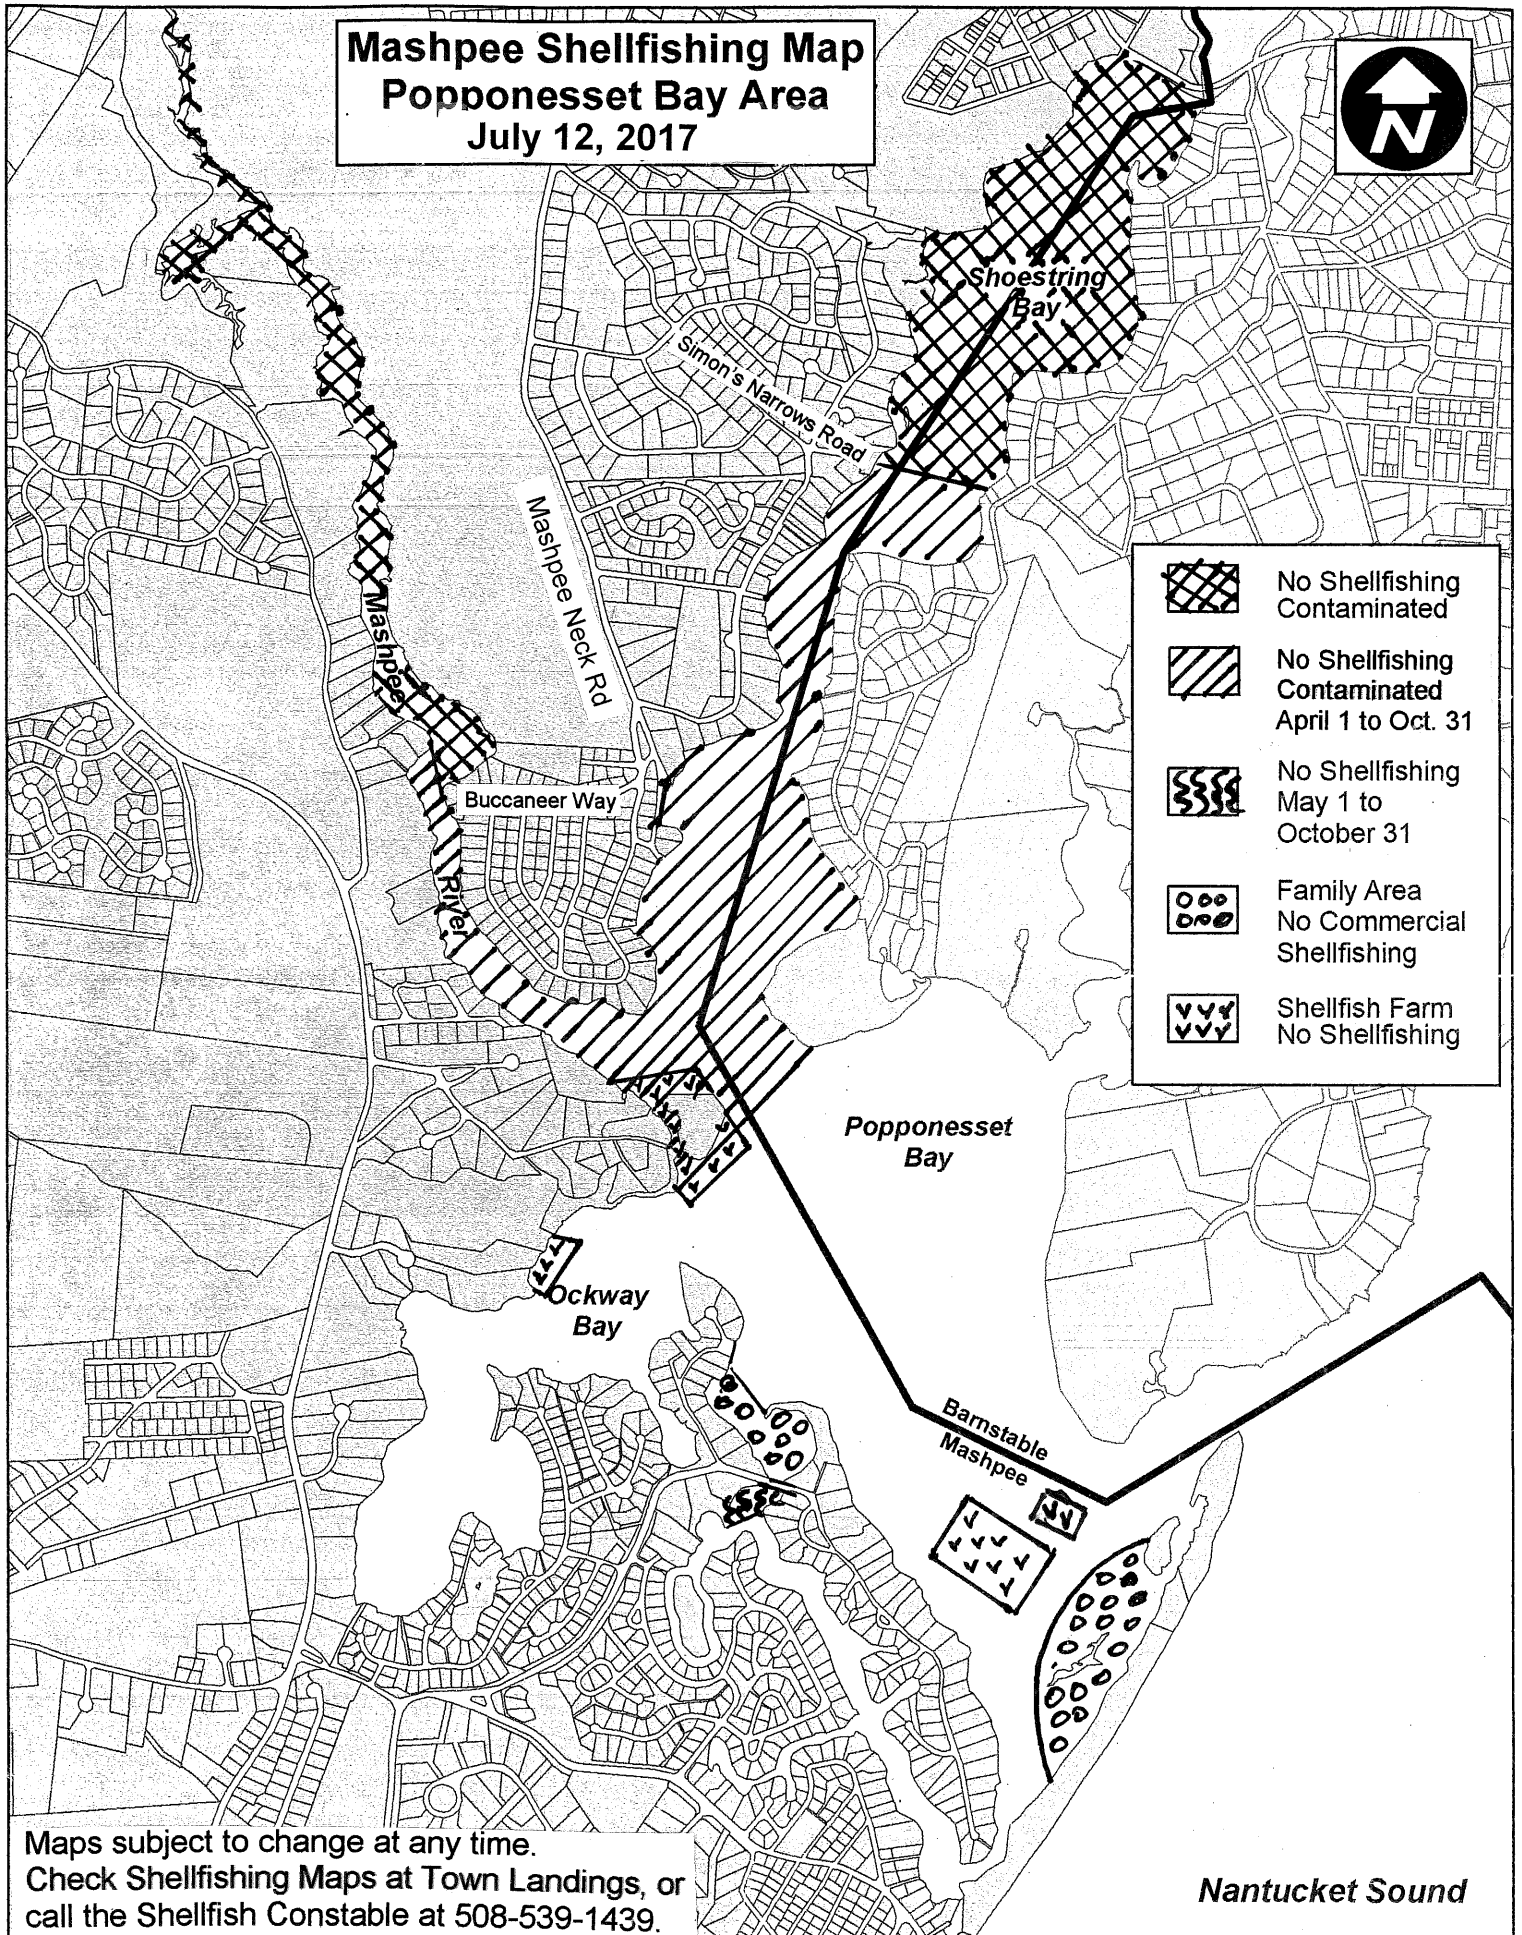 Mashpee Shellfishing Map
Popponesset Bay Area
July 12, 2017
N
Shoestring
Bay
Simon's Narrows Road
Mashpee Neck Rd
Mashpee
River
Buccaneer Way
No Shellfishing
Contaminated
No Shellfishing
Contaminated
April 1 to Oct. 31
No Shellfishing
May 1 to
October 31
Family Area
No Commercial
Shellfishing
Shellfish Farm
No Shellfishing
Popponesset
Bay
Ockway
Bay
Barnstable
Mashpee
Maps subject to change at any time.
Check Shellfishing Maps at Town Landings, or
call the Shellfish Constable at 508-539-1439.
Nantucket Sound